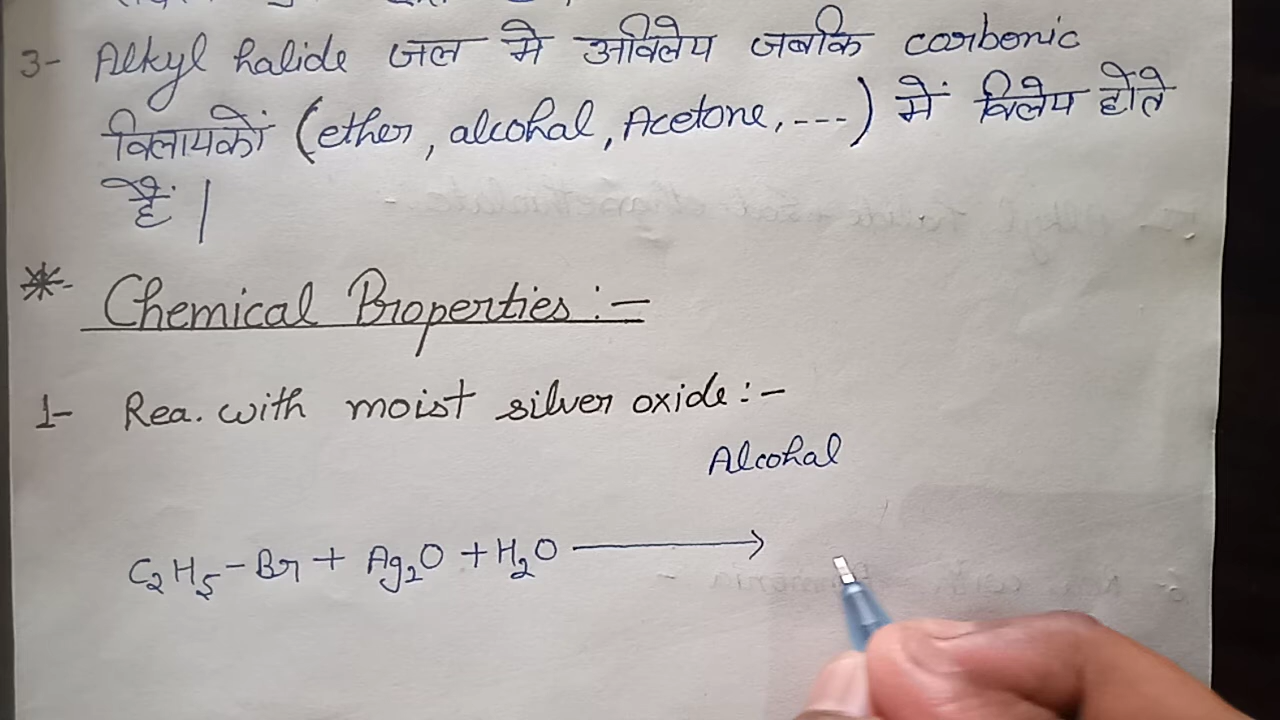 3- Alkyl halide जल मे अविलेय जबकि carbonic
विलायकों (ether, alcohal, Acetone, ---) में विलेय होते
हैं |
*- Chemical Properties :-
1- Rea. with moist silver oxide :-
Alcohal
C₂H₅-Br + Ag₂O + H₂O ⟶